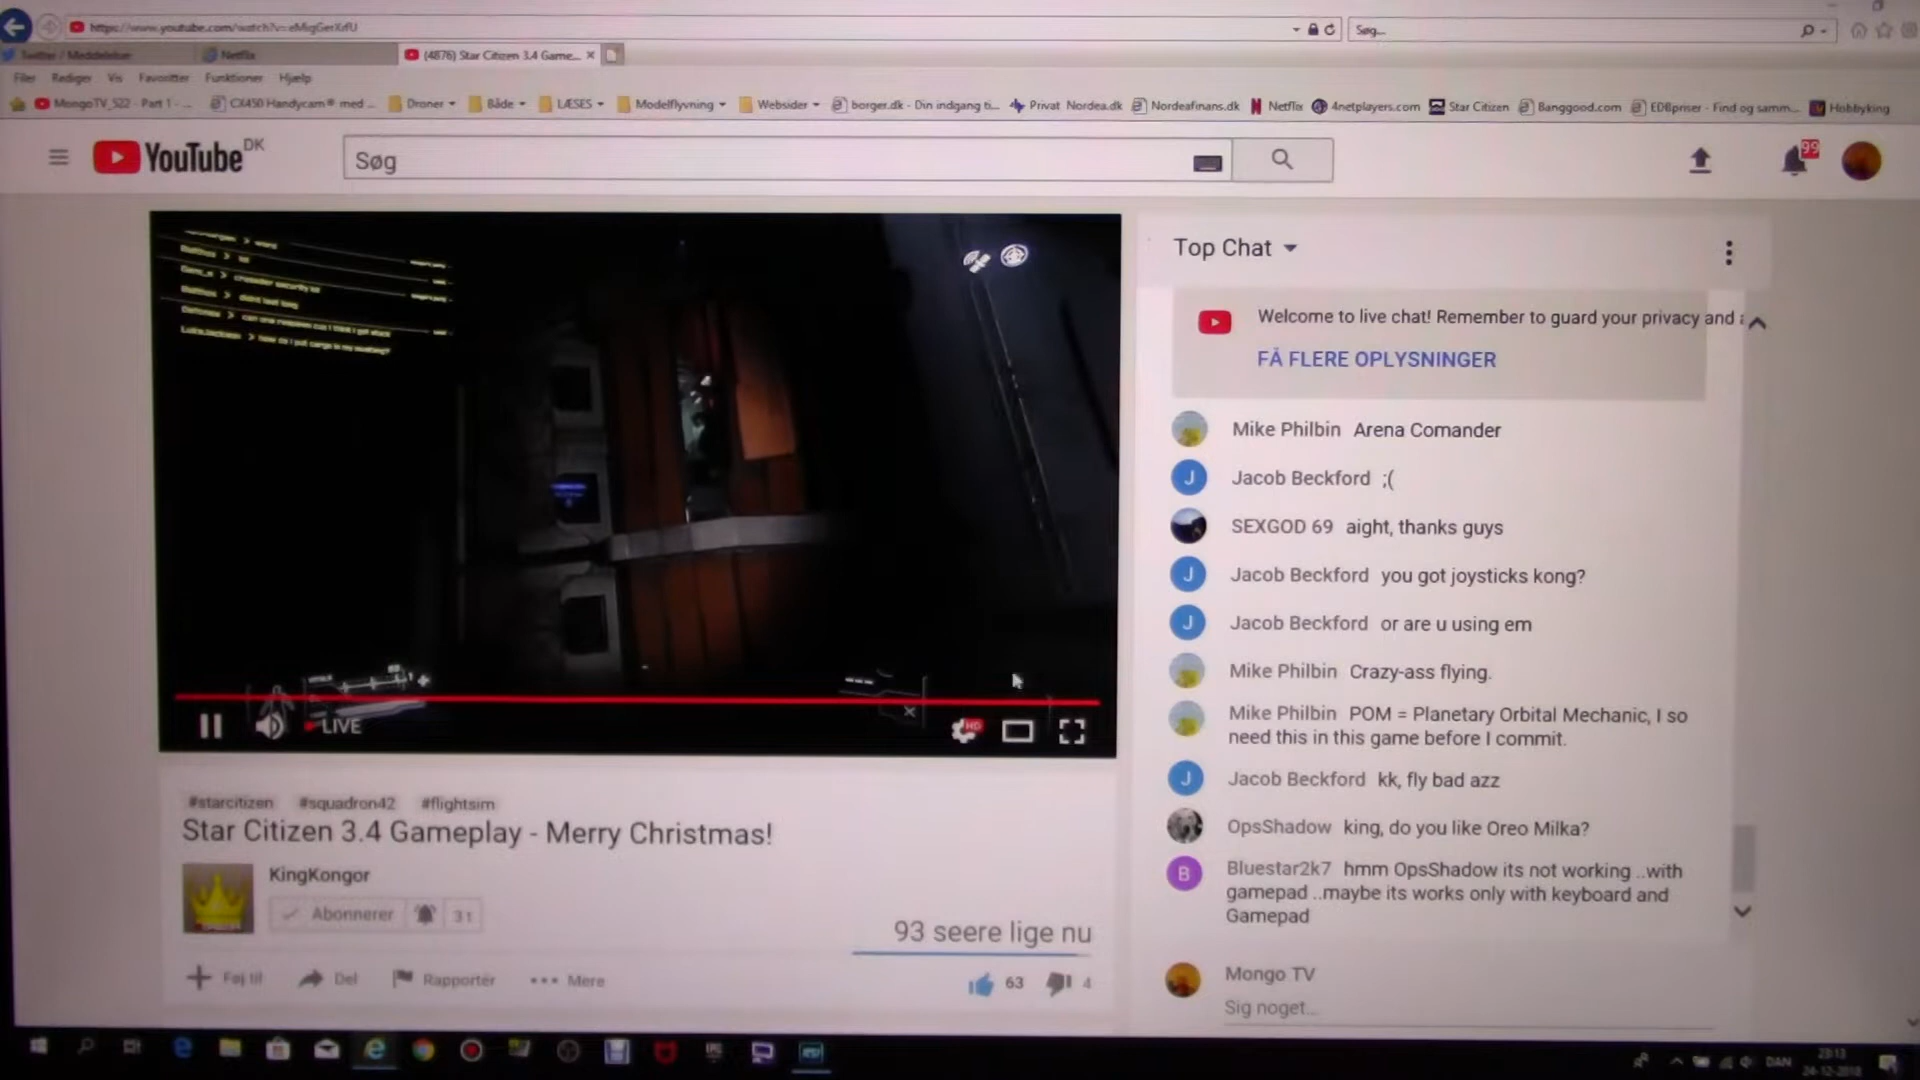 https://www.youtube.com/watch?v=eMigGerXrfU
Søg...
Twitter / Meddelelser
Netflix
(4876) Star Citizen 3.4 Game...
Filer Rediger Vis Favoritter Funktioner Hjælp
MongoTV_522 - Part 1 - ...
CX450 Handycam® med ...
Droner
Både
LÆSES
Modelflyvning
Websider
borger.dk - Din indgang ti...
Privat Nordea.dk
Nordeafinans.dk
Netflix
4netplayers.com
Star Citizen
Banggood.com
EDBpriser - Find og samm...
Hobbyking
YouTube DK
Søg
99
Top Chat
Welcome to live chat! Remember to guard your privacy and
FÅ FLERE OPLYSNINGER
Mike Philbin Arena Comander
Jacob Beckford ;(
SEXGOD 69 aight, thanks guys
Jacob Beckford you got joysticks kong?
Jacob Beckford or are u using em
Mike Philbin Crazy-ass flying.
Mike Philbin POM = Planetary Orbital Mechanic, I so
need this in this game before I commit.
Jacob Beckford kk, fly bad azz
OpsShadow king, do you like Oreo Milka?
Bluestar2k7 hmm OpsShadow its not working ..with
gamepad ..maybe its works only with keyboard and
Gamepad
Mongo TV
Sig noget...
LIVE
HD
#starcitizen #squadron42 #flightsim
Star Citizen 3.4 Gameplay - Merry Christmas!
KingKongor
Abonnerer 31
93 seere lige nu
Føj til
Del
Rapportér
Mere
63
4
DAN
23:13
24-12-2018